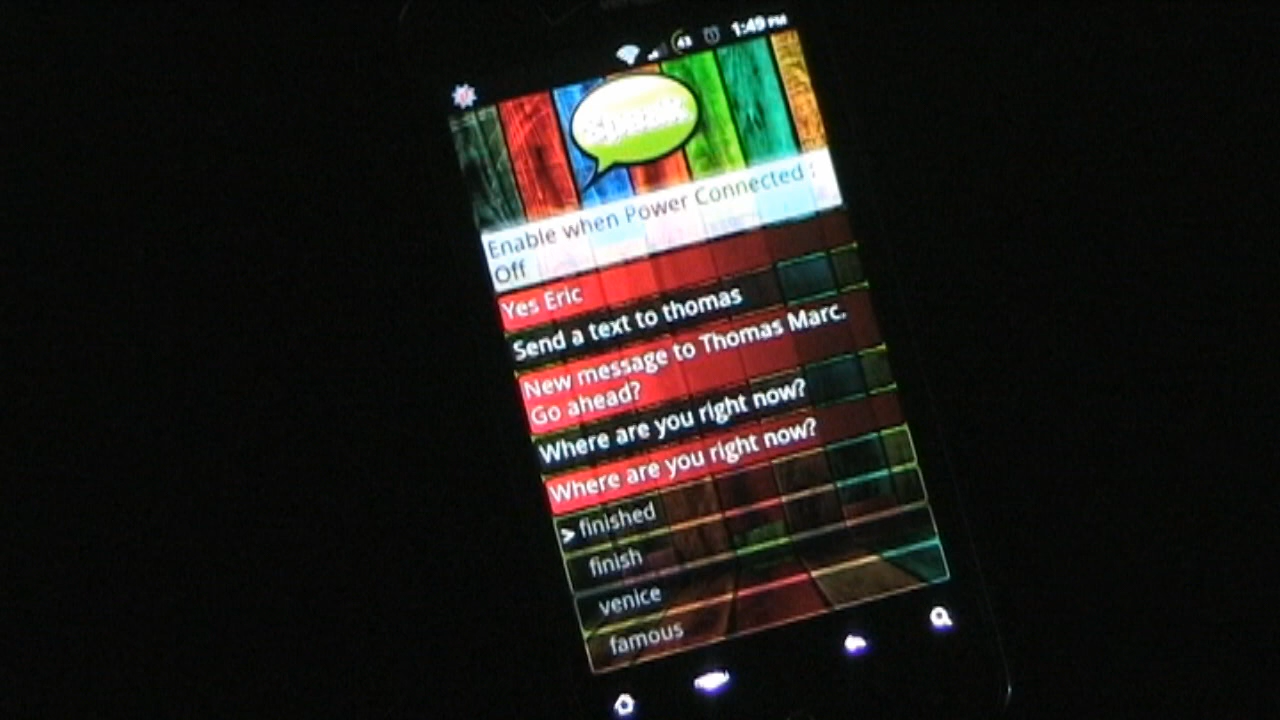 43 1:49 PM
Enable when Power Connected :
Off
Yes Eric
Send a text to thomas
New message to Thomas Marc.
Go ahead?
Where are you right now?
Where are you right now?
> finished
finish
venice
famous